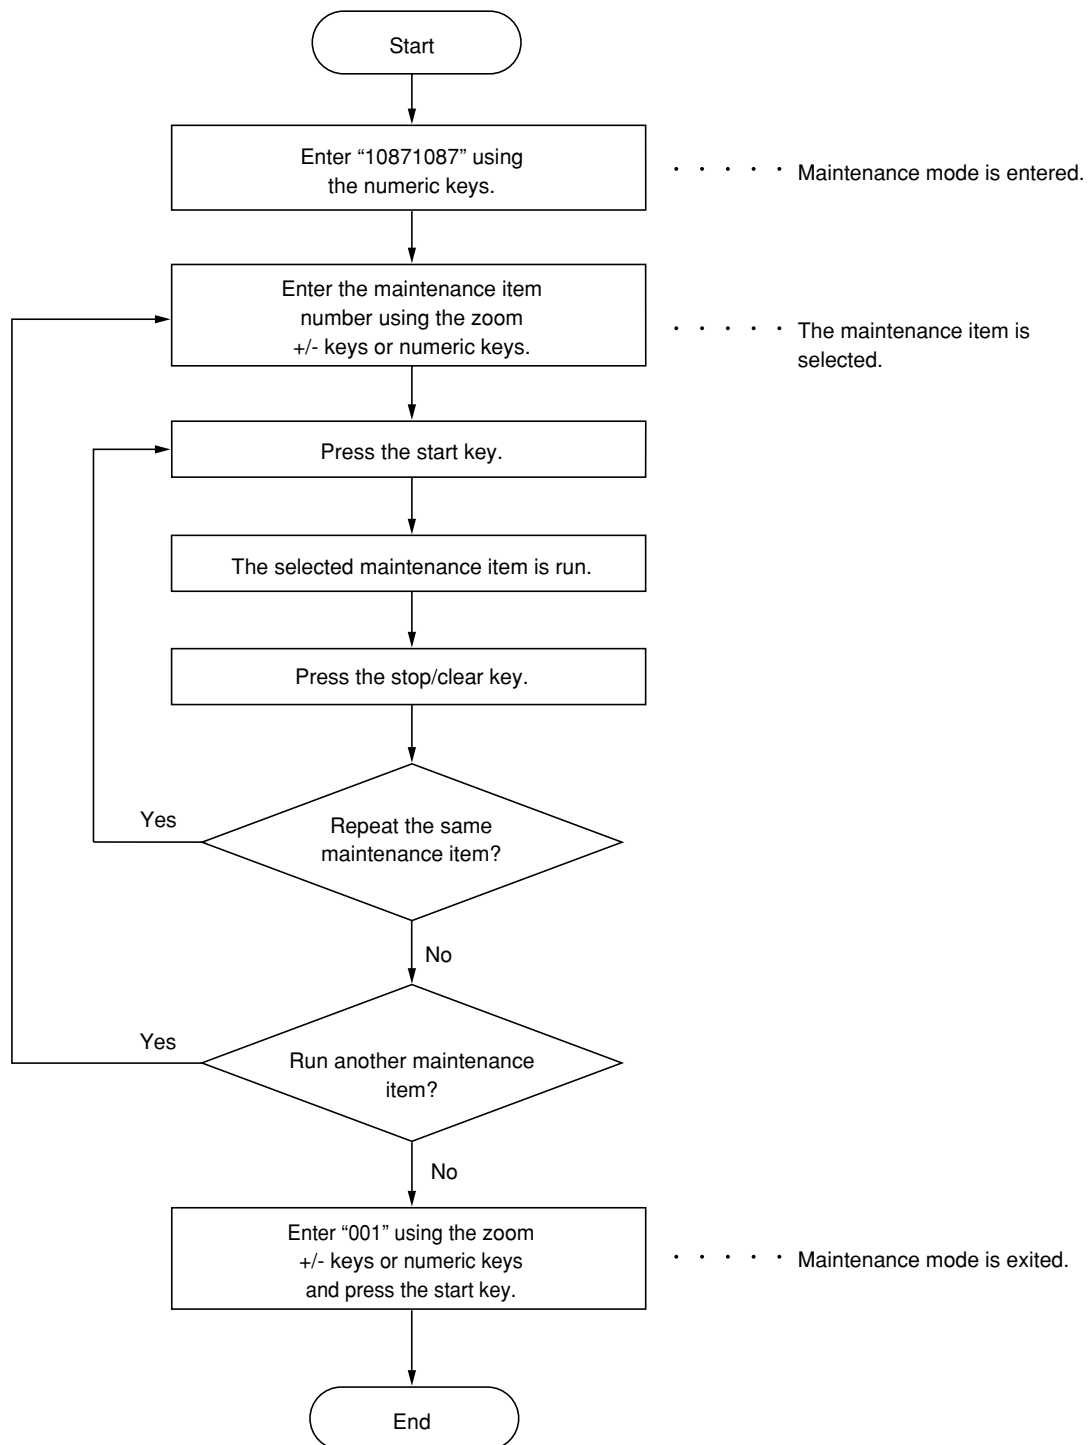 Start
Enter “10871087” using
the numeric keys.
· · · · · Maintenance mode is entered.
Enter the maintenance item
number using the zoom
+/- keys or numeric keys.
· · · · · The maintenance item is
selected.
Press the start key.
The selected maintenance item is run.
Press the stop/clear key.
Yes
Repeat the same
maintenance item?
No
Yes
Run another maintenance
item?
No
Enter “001” using the zoom
+/- keys or numeric keys
and press the start key.
· · · · · Maintenance mode is exited.
End